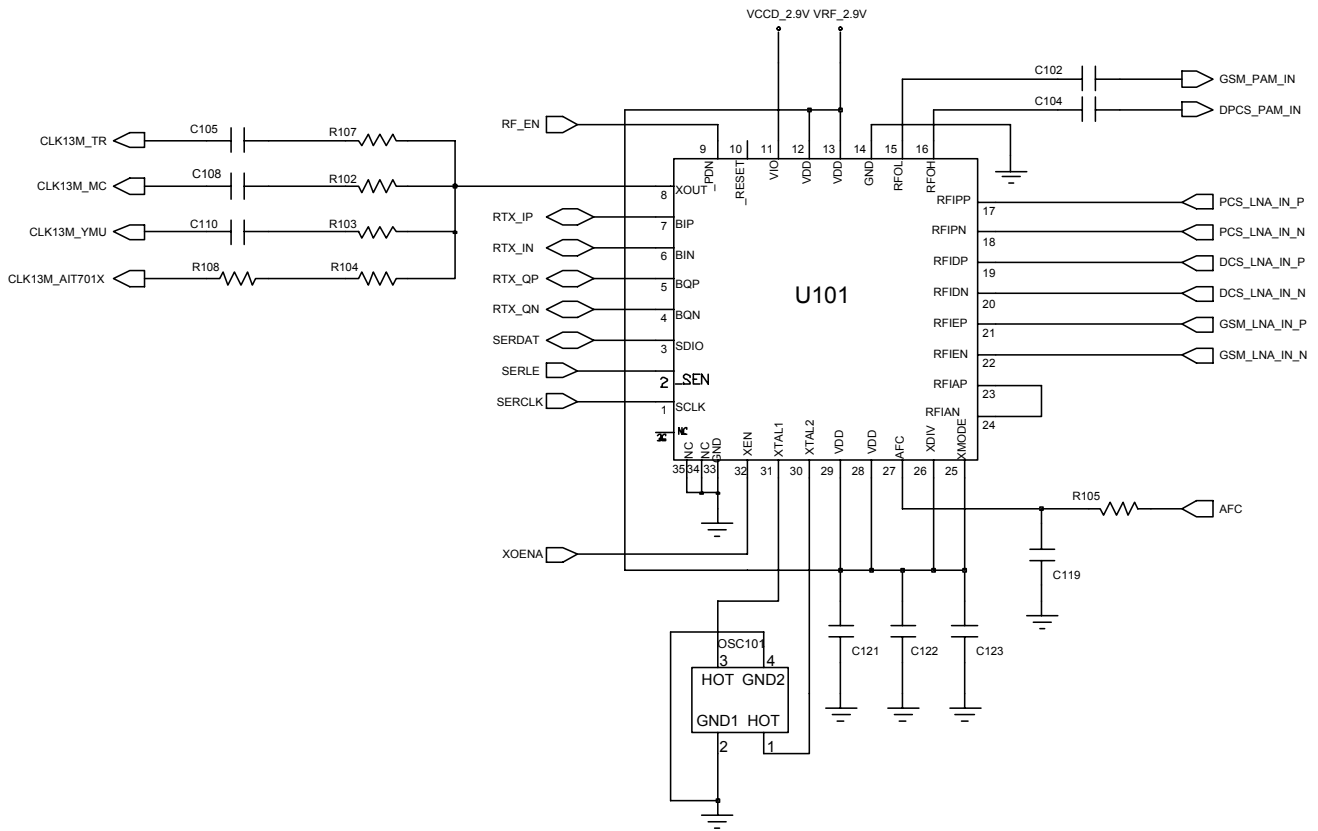 VCCD_2.9V VRF_2.9V
C102 GSM_PAM_IN
C104 DPCS_PAM_IN
RF_EN
CLK13M_TR C105 R107
CLK13M_MC C108 R102
CLK13M_YMU C110 R103
CLK13M_AIT701X R108 R104
9 10 11 12 13 14 15 16
_PDN _RESET VIO VDD VDD GND RFOL RFOH
8 XOUT
RTX_IP 7 BIP
RTX_IN 6 BIN
RTX_QP 5 BQP
RTX_QN 4 BQN
SERDAT 3 SDIO
SERLE 2 _SEN
SERCLK 1 SCLK
NC
U101
RFIPP 17 PCS_LNA_IN_P
RFIPN 18 PCS_LNA_IN_N
RFIDP 19 DCS_LNA_IN_P
RFIDN 20 DCS_LNA_IN_N
RFIEP 21 GSM_LNA_IN_P
RFIEN 22 GSM_LNA_IN_N
RFIAP 23
RFIAN 24
NC NC GND XEN XTAL1 XTAL2 VDD VDD AFC XDIV XMODE
35 34 33 32 31 30 29 28 27 26 25
R105 AFC
XOENA
C119
C121 C122 C123
OSC101
3 4
HOT GND2
GND1 HOT
2 1